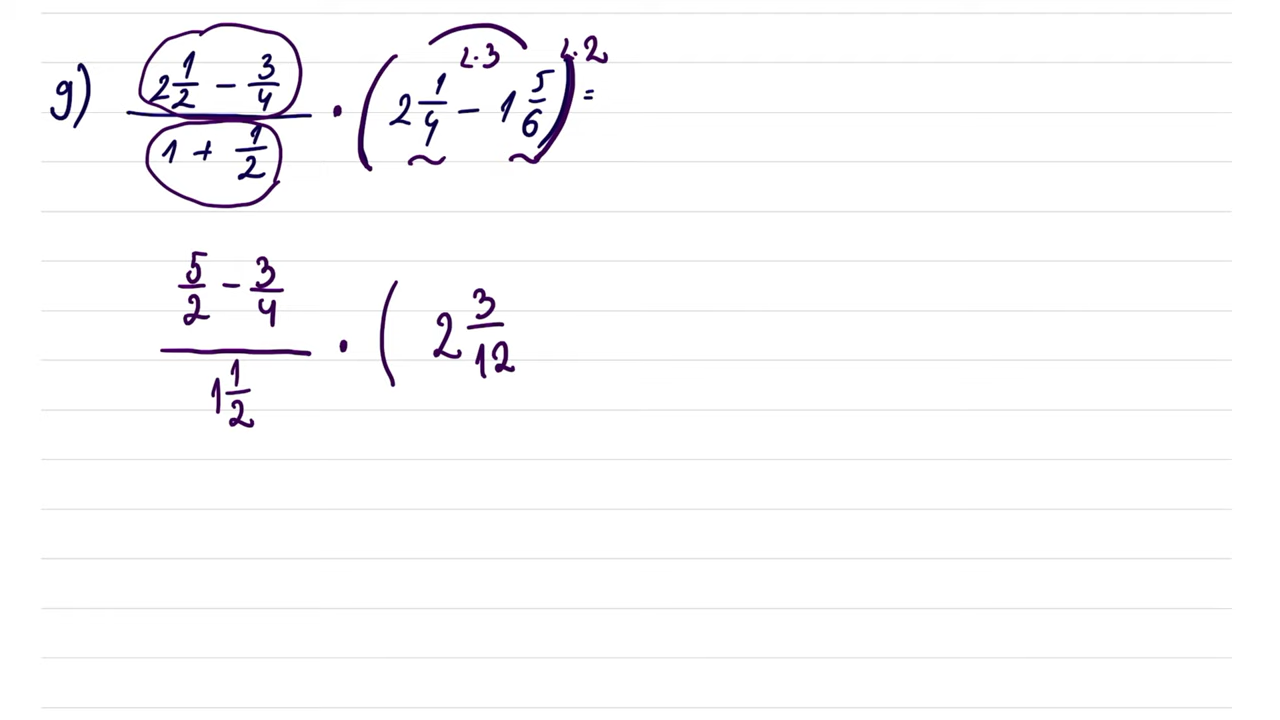 g) (2 1/2 − 3/4)/(1 + 1/2) · (2 1/4 − 1 5/6) = ∠·3 ∠·2
(5/2 − 3/4)/(1 1/2) · ( 2 3/12